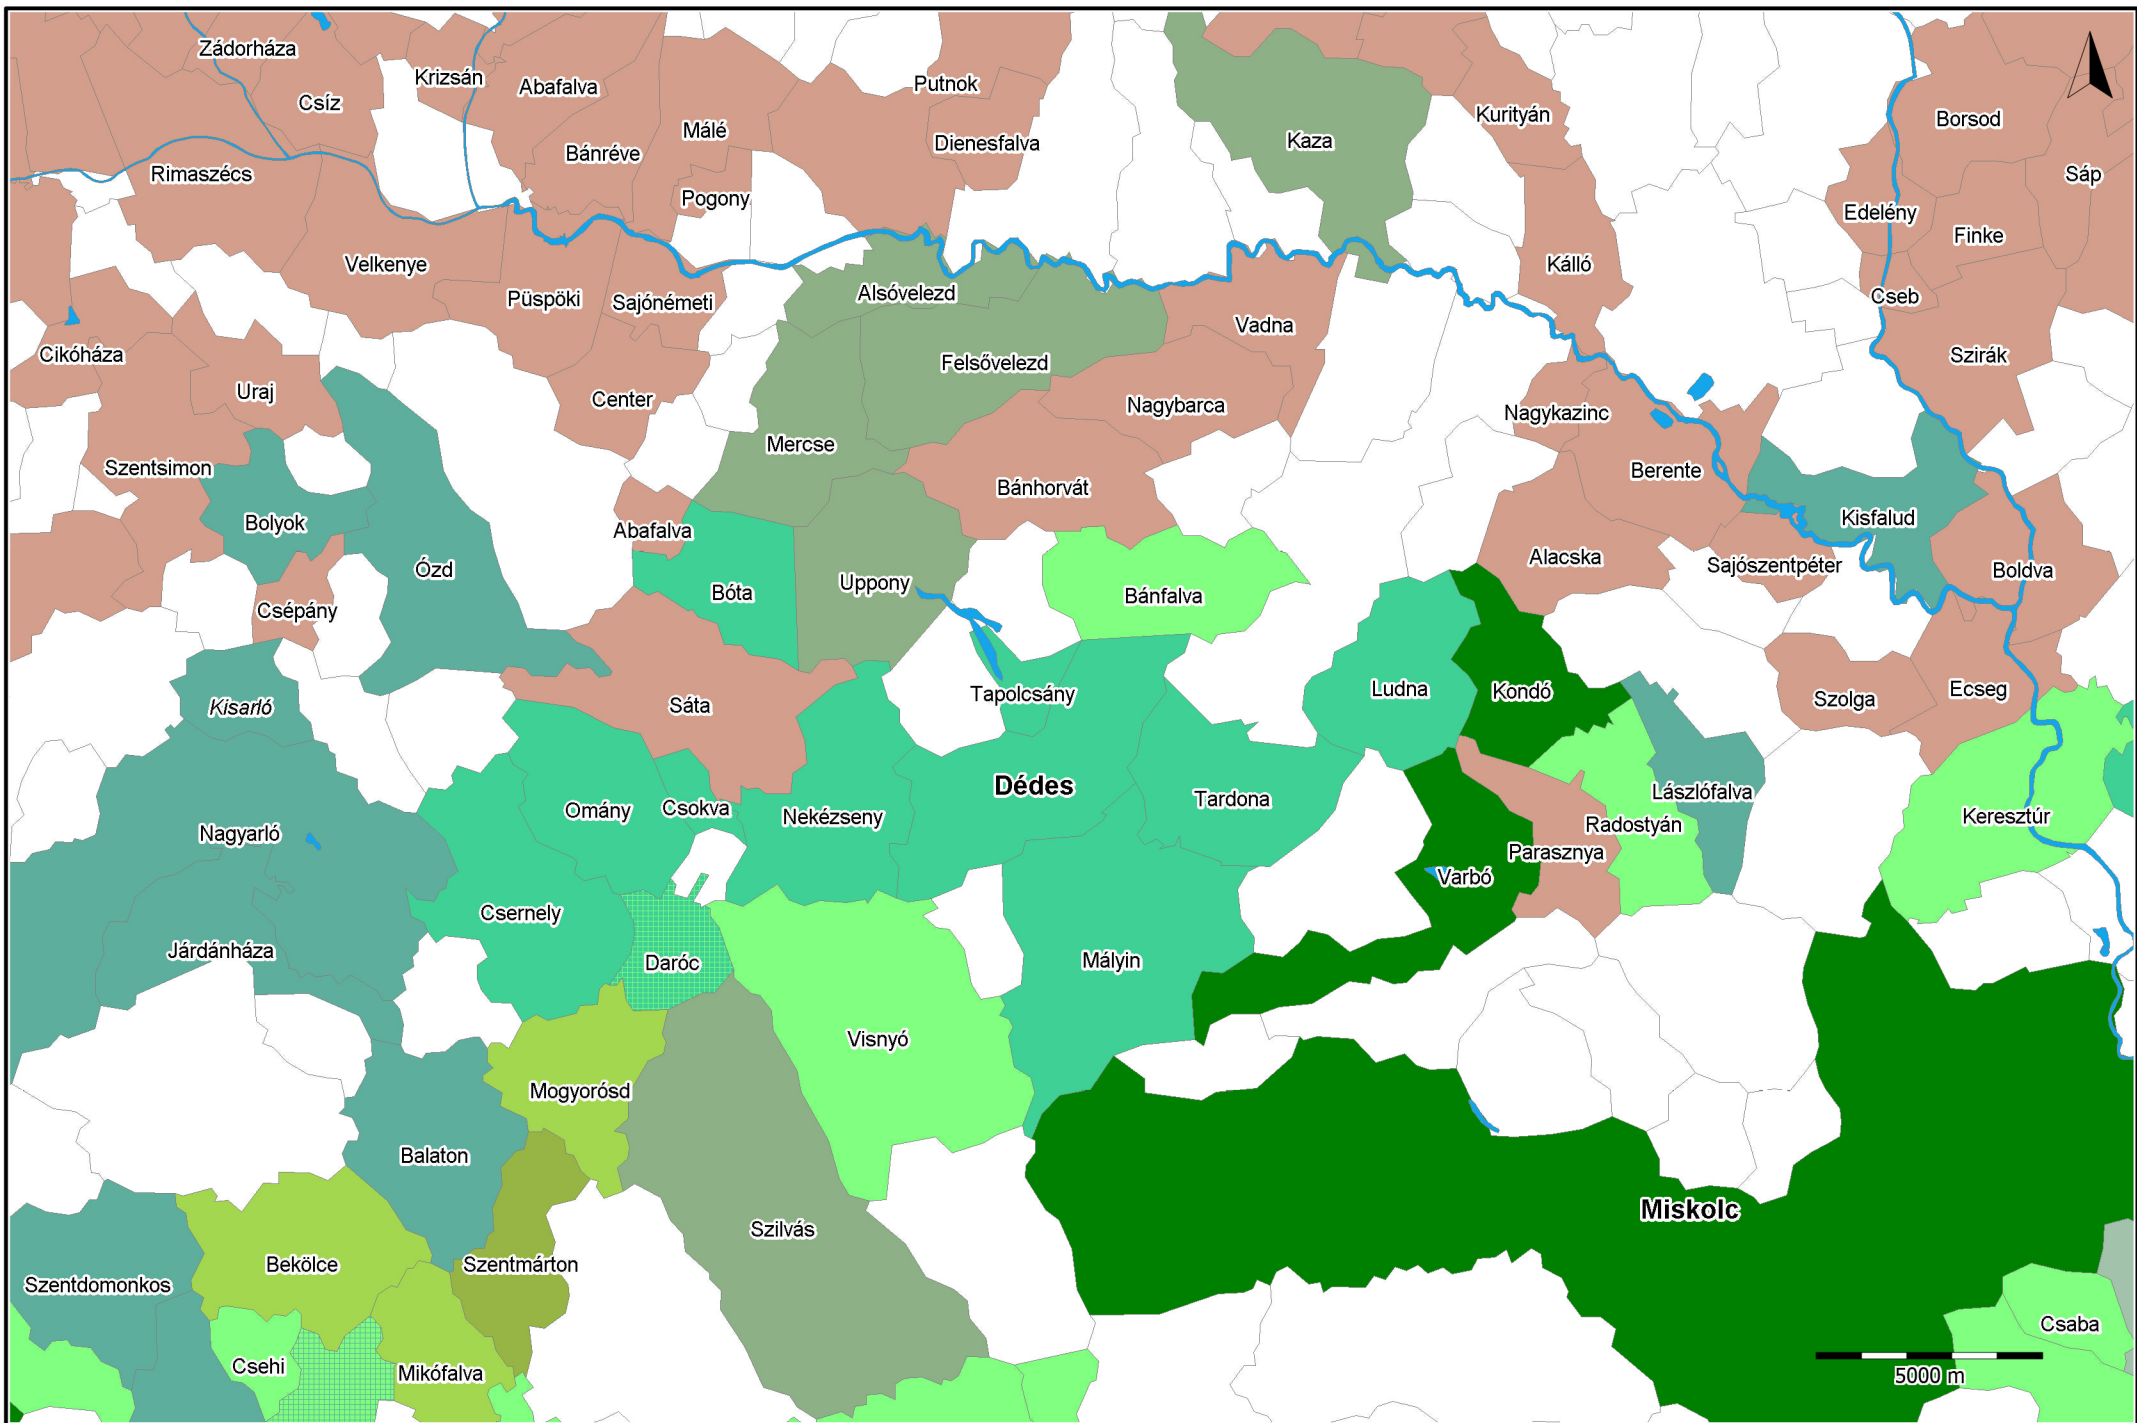 Zádorháza
Krizsán
Abafalva
Putnok
Csíz
Málé
Kurityán
Borsod
Bánréve
Dienesfalva
Kaza
Rimaszécs
Sáp
Pogony
Edelény
Finke
Velkenye
Kálló
Püspöki
Sajónémeti
Alsóvelezd
Cseb
Vadna
Cikóháza
Szirák
Felsővelezd
Uraj
Center
Nagybarca
Nagykazinc
Mercse
Szentsimon
Berente
Bánhorvát
Kisfalud
Bolyok
Abafalva
Alacska
Sajószentpéter
Boldva
Ózd
Uppony
Bóta
Bánfalva
Csépány
Tapolcsány
Ludna
Kondó
Szolga
Ecseg
Kisarló
Sáta
Dédes
Lászlófalva
Tardona
Omány
Csokva
Nekézseny
Keresztúr
Nagyarló
Radostyán
Parasznya
Varbó
Csernely
Járdánháza
Daróc
Mályin
Visnyó
Mogyorósd
Balaton
Miskolc
Szilvás
Bekölce
Szentmárton
Szentdomonkos
Csaba
Csehi
Mikófalva
5000 m